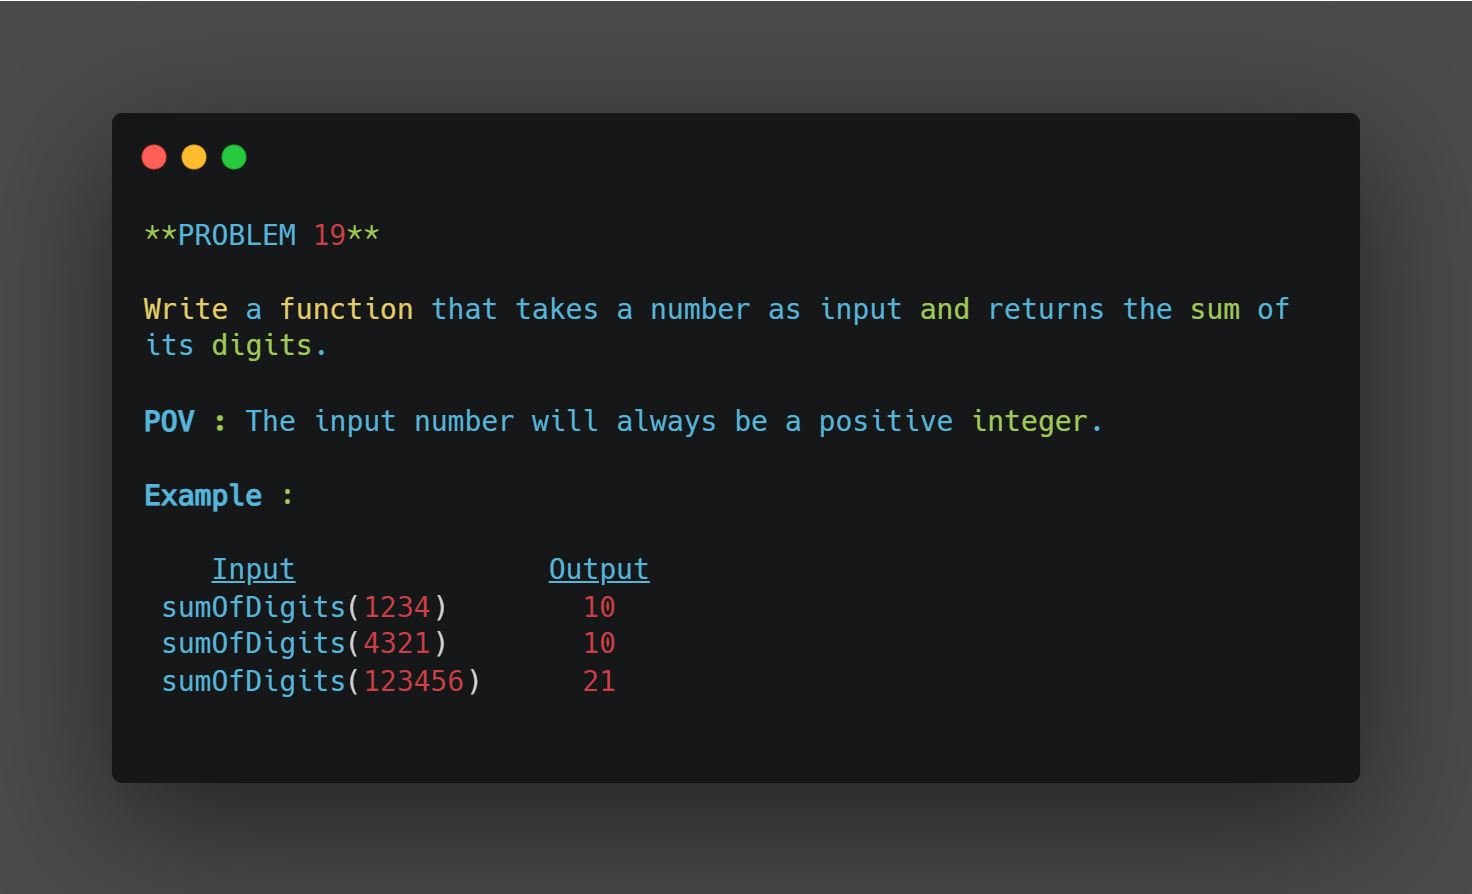 **PROBLEM 19**
Write a function that takes a number as input and returns the sum of
its digits.
POV : The input number will always be a positive integer.
Example :
Input Output
sumOfDigits(1234) 10
sumOfDigits(4321) 10
sumOfDigits(123456) 21